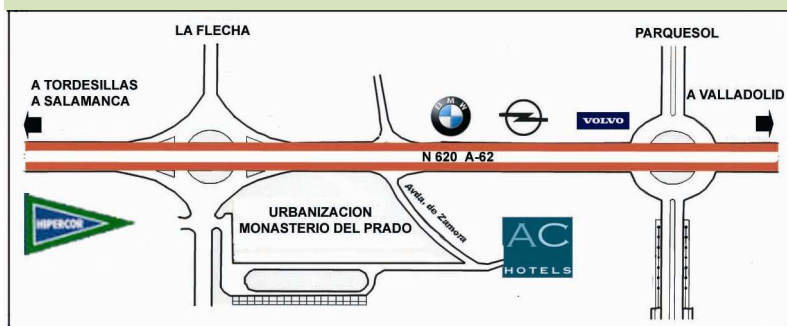 LA FLECHA
PARQUESOL
A TORDESILLAS
A SALAMANCA
A VALLADOLID
BMW
VOLVO
N 620 A-62
HIPERCOR
URBANIZACION
MONASTERIO DEL PRADO
Avda. de Zamora
AC
HOTELS